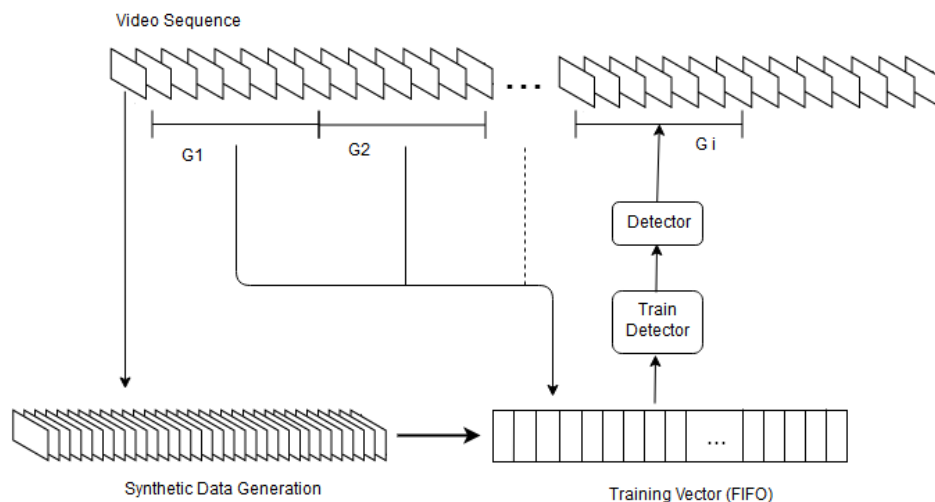 Video Sequence
...
G1
G2
G i
Detector
Train
Detector
...
Synthetic Data Generation
Training Vector (FIFO)